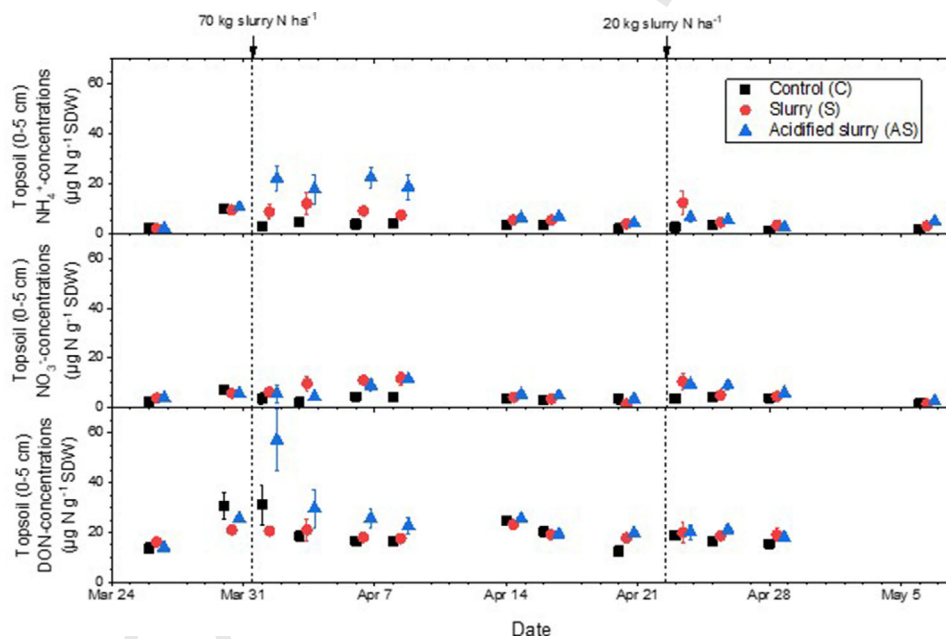 70 kg slurry N ha⁻¹
20 kg slurry N ha⁻¹
Topsoil (0-5 cm)
NH₄⁺-concentrations
(µg N g⁻¹ SDW)
60
40
20
0
Control (C)
Slurry (S)
Acidified slurry (AS)
Topsoil (0-5 cm)
NO₃⁻-concentrations
(µg N g⁻¹ SDW)
60
40
20
0
Topsoil (0-5 cm)
DON-concentrations
(µg N g⁻¹ SDW)
60
40
20
0
Mar 24
Mar 31
Apr 7
Apr 14
Apr 21
Apr 28
May 5
Date